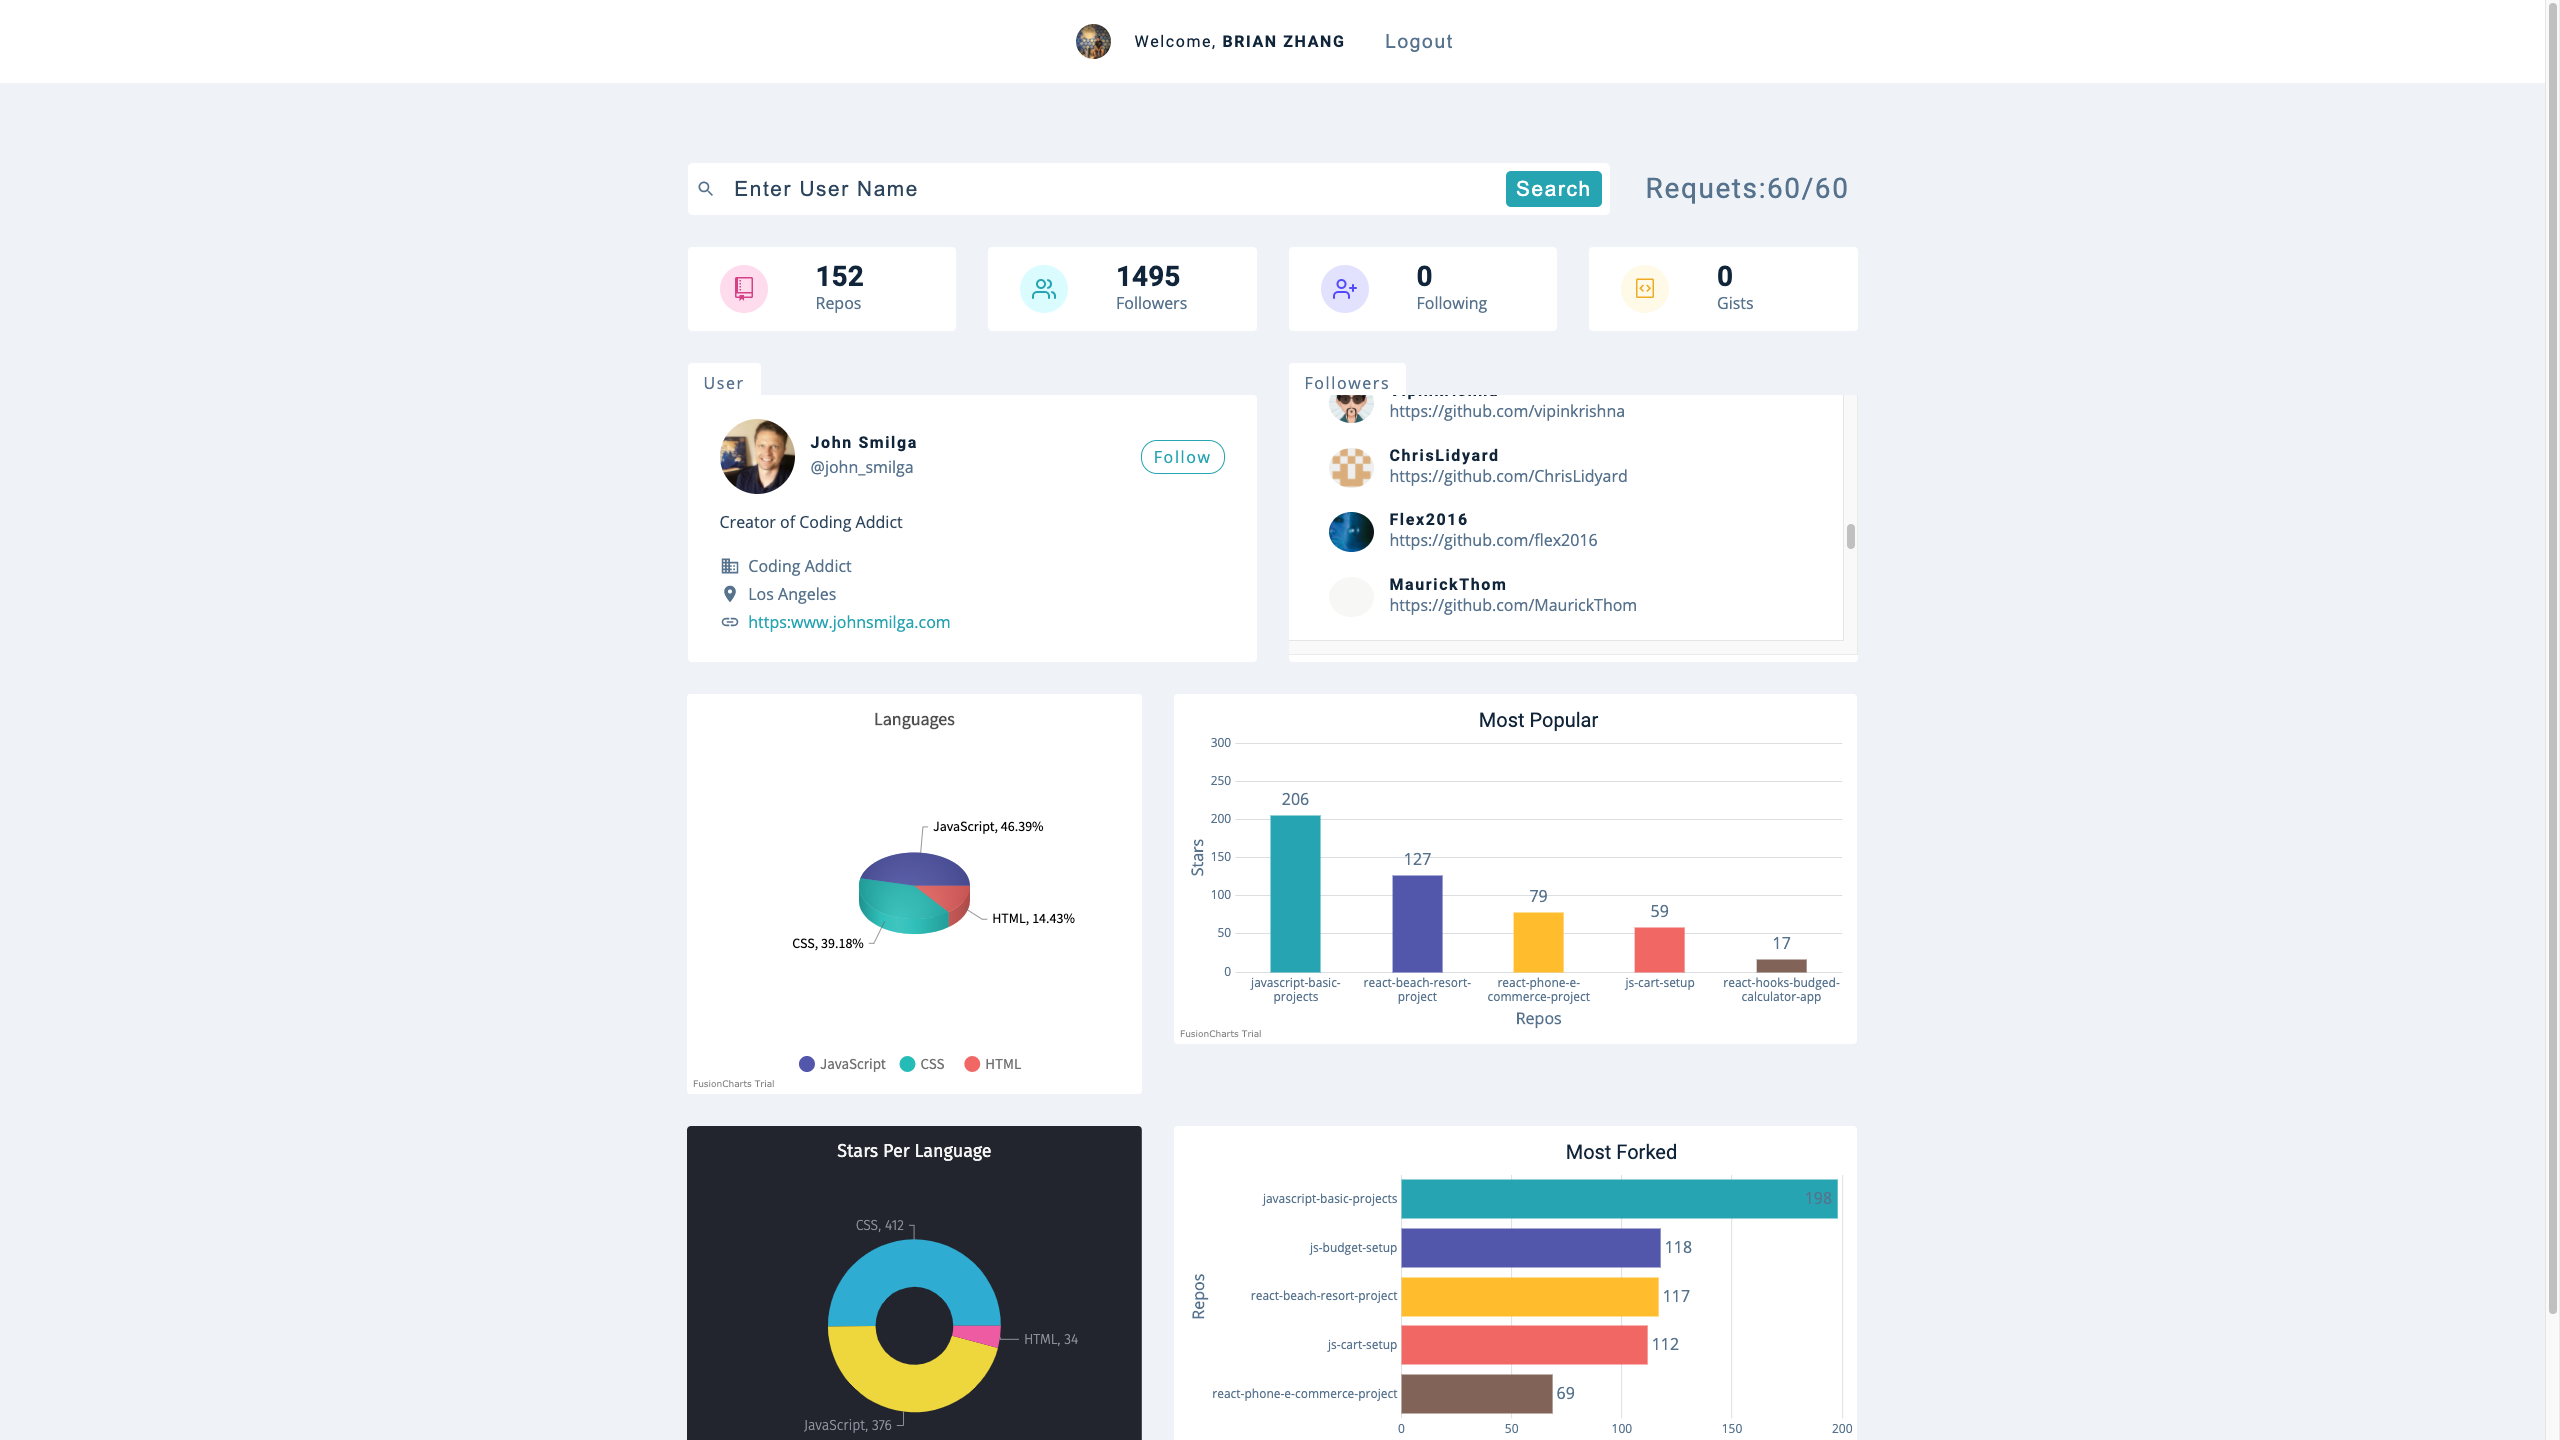 Welcome, BRIAN ZHANG
Logout
Enter User Name
Search
Requets:60/60
152
Repos
1495
Followers
0
Following
0
Gists
User
John Smilga
@john_smilga
Follow
Creator of Coding Addict
Coding Addict
Los Angeles
https:www.johnsmilga.com
Followers
https://github.com/vipinkrishna
ChrisLidyard
https://github.com/ChrisLidyard
Flex2016
https://github.com/flex2016
MaurickThom
https://github.com/MaurickThom
Languages
JavaScript, 46.39%
HTML, 14.43%
CSS, 39.18%
JavaScript
CSS
HTML
FusionCharts Trial
Most Popular
300
250
200
150
100
50
0
Stars
206
127
79
59
17
javascript-basic-
projects
react-beach-resort-
project
react-phone-e-
commerce-project
js-cart-setup
react-hooks-budged-
calculator-app
Repos
FusionCharts Trial
Stars Per Language
CSS, 412
HTML, 34
JavaScript, 376
Most Forked
Repos
javascript-basic-projects
198
js-budget-setup
118
react-beach-resort-project
117
js-cart-setup
112
react-phone-e-commerce-project
69
0
50
100
150
200